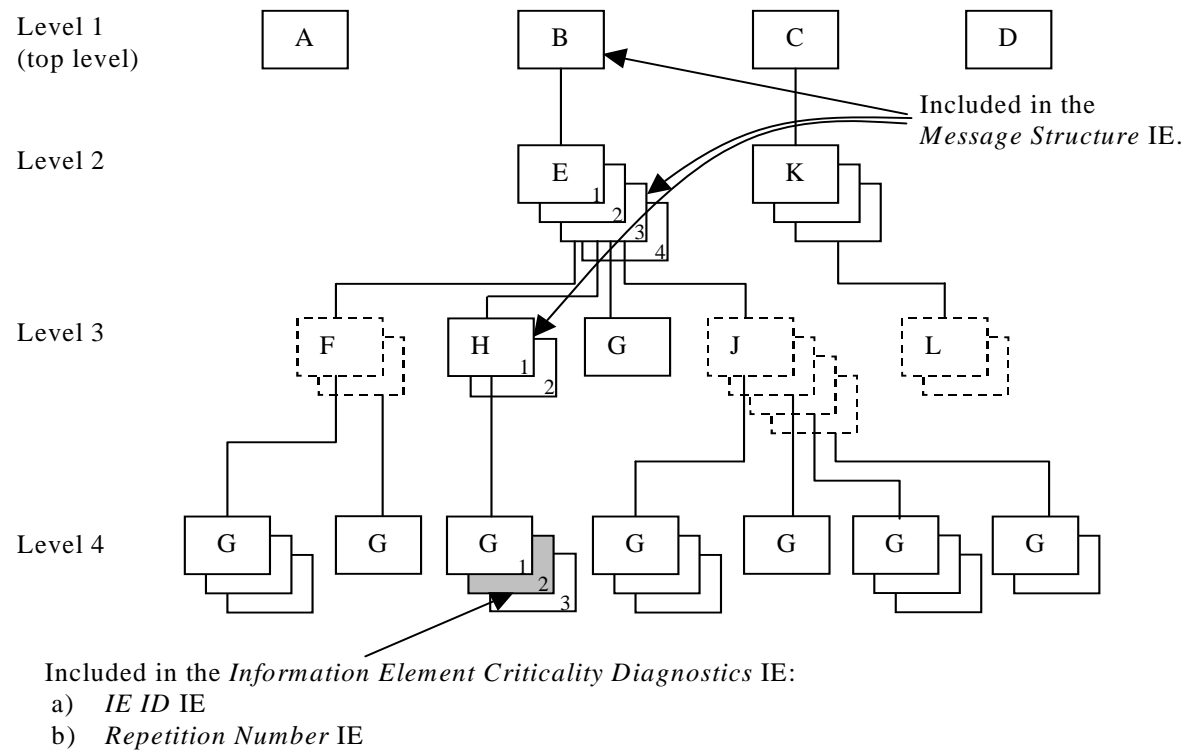 Level 1
(top level)
A
B
C
D
Included in the
Message Structure IE.
Level 2
E
1
2
3
4
K
Level 3
F
H
1
2
G
J
L
Level 4
G
G
G
1
2
3
G
G
G
G
Included in the Information Element Criticality Diagnostics IE:
a) IE ID IE
b) Repetition Number IE